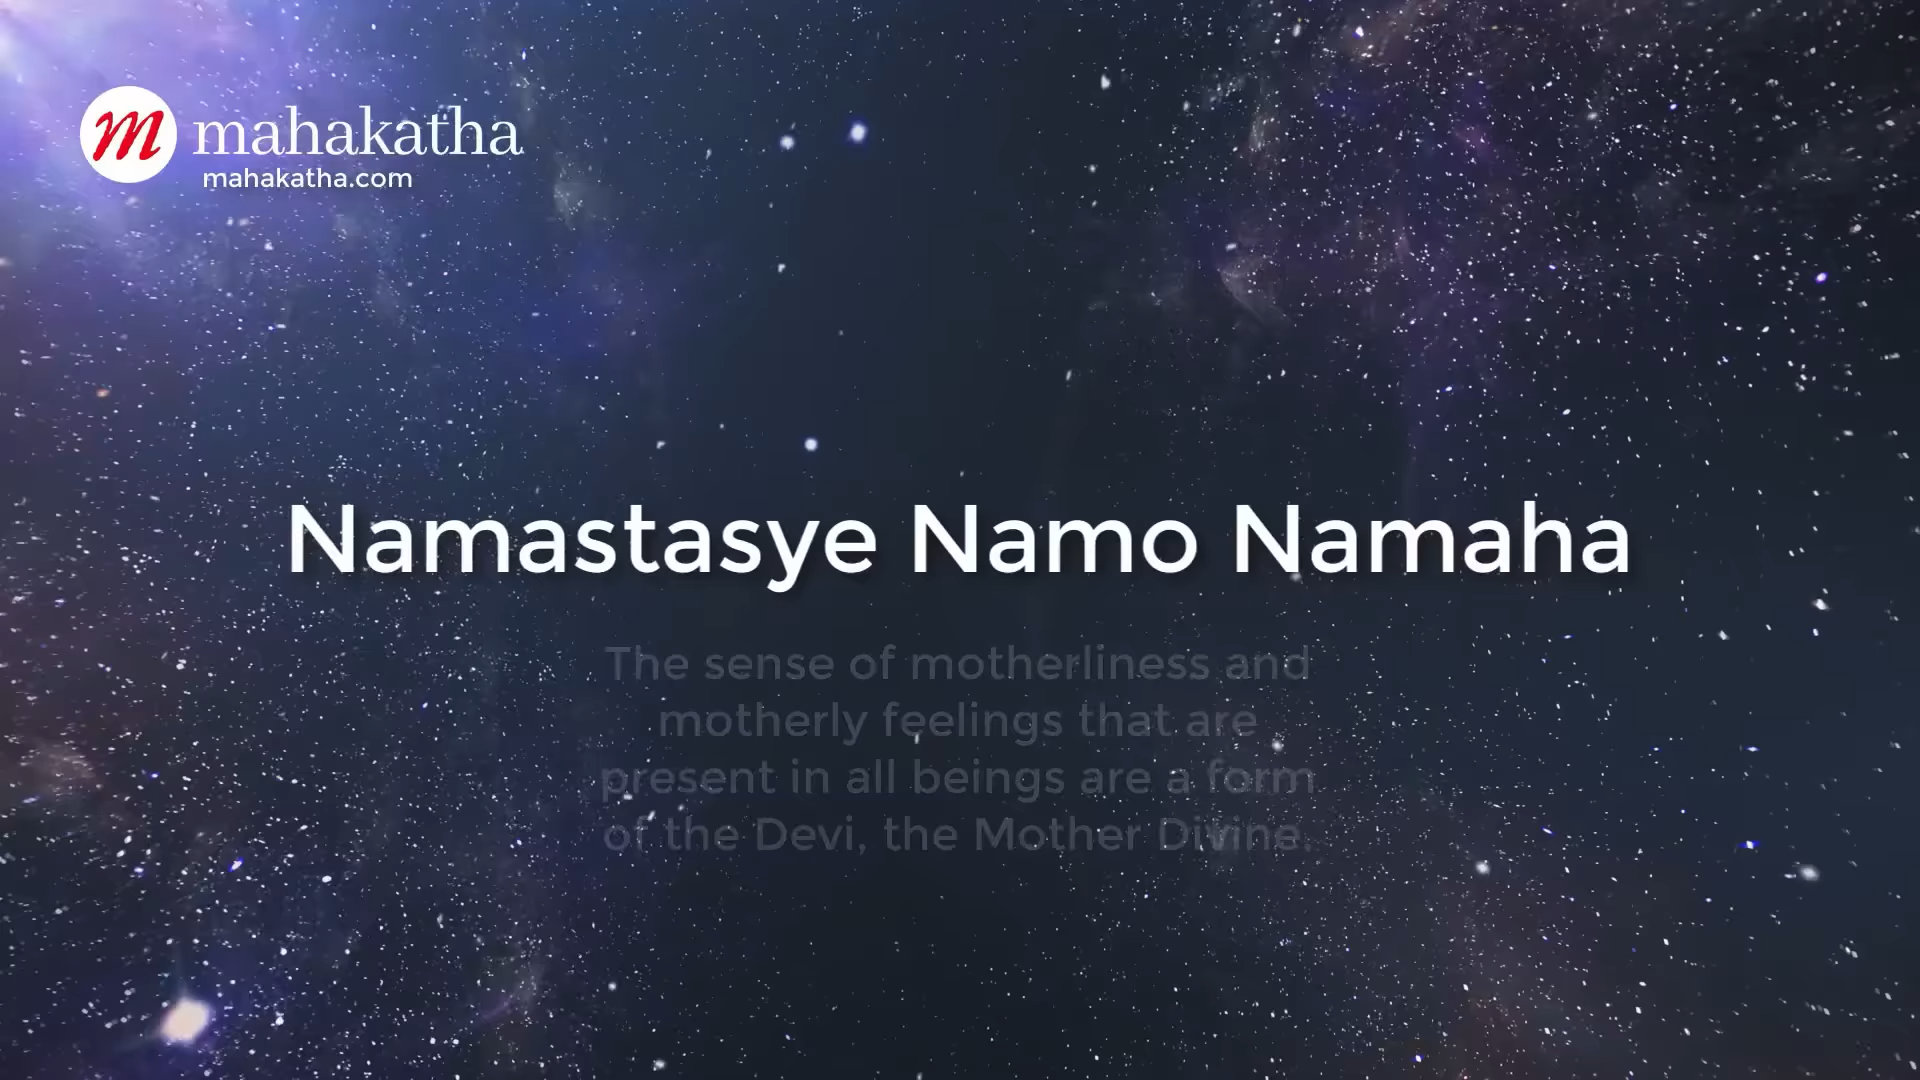 m mahakatha
mahakatha.com
Namastasye Namo Namaha
The sense of motherliness and
motherly feelings that are
present in all beings are a form
of the Devi, the Mother Divine.